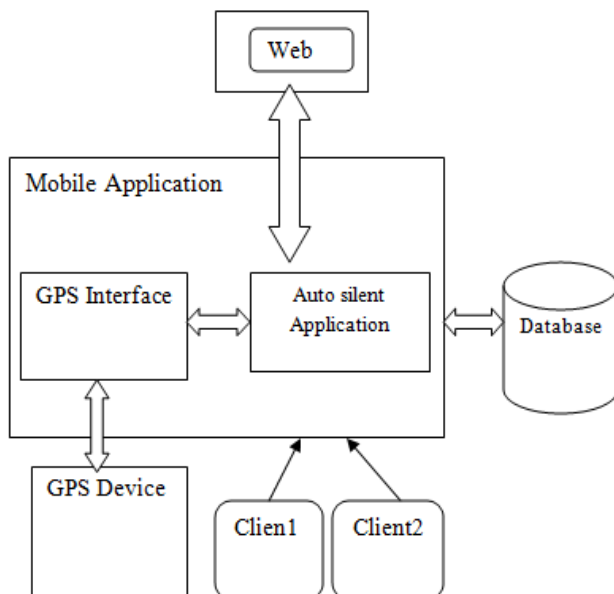 Web
Mobile Application
GPS Interface
Auto silent
Application
Database
GPS Device
Clien1
Client2